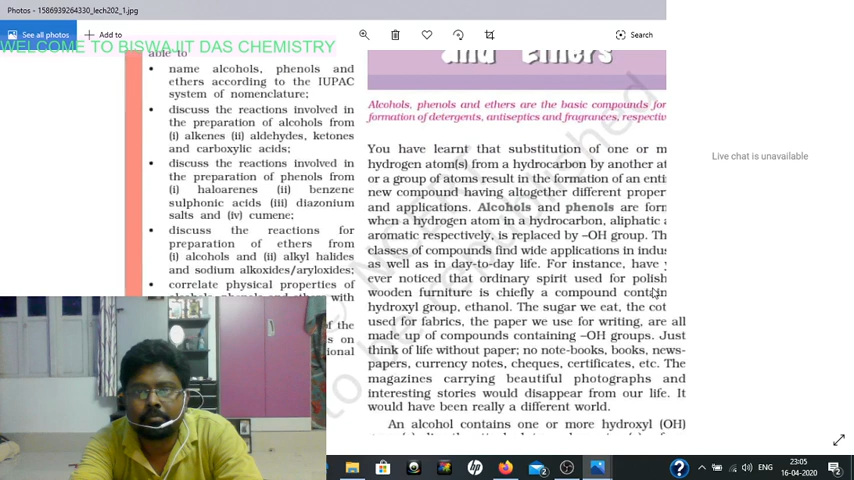 Photos - 1586939264330_lech202_1.jpg
See all photos
Add to
Search
WELCOME TO BISWAJIT DAS CHEMISTRY
able to
• name alcohols, phenols and
ethers according to the IUPAC
system of nomenclature;
• discuss the reactions involved in
the preparation of alcohols from
(i) alkenes (ii) aldehydes, ketones
and carboxylic acids;
• discuss the reactions involved in
the preparation of phenols from
(i) haloarenes (ii) benzene
sulphonic acids (iii) diazonium
salts and (iv) cumene;
• discuss the reactions for
preparation of ethers from
(i) alcohols and (ii) alkyl halides
and sodium alkoxides/aryloxides;
• correlate physical properties of
with
of the
s on
ional
and Ethers
Alcohols, phenols and ethers are the basic compounds for
formation of detergents, antiseptics and fragrances, respectiv
You have learnt that substitution of one or m
hydrogen atom(s) from a hydrocarbon by another at
or a group of atoms result in the formation of an enti
new compound having altogether different proper
and applications. Alcohols and phenols are form
when a hydrogen atom in a hydrocarbon, aliphatic a
aromatic respectively, is replaced by –OH group. Th
classes of compounds find wide applications in indus
as well as in day-to-day life. For instance, have y
ever noticed that ordinary spirit used for polish
wooden furniture is chiefly a compound contain
hydroxyl group, ethanol. The sugar we eat, the cot
used for fabrics, the paper we use for writing, are all
made up of compounds containing –OH groups. Just
think of life without paper; no note-books, books, news-
papers, currency notes, cheques, certificates, etc. The
magazines carrying beautiful photographs and
interesting stories would disappear from our life. It
would have been really a different world.
An alcohol contains one or more hydroxyl (OH)
Live chat is unavailable
© NCERT
to be republished
ENG
23:05
16-04-2020